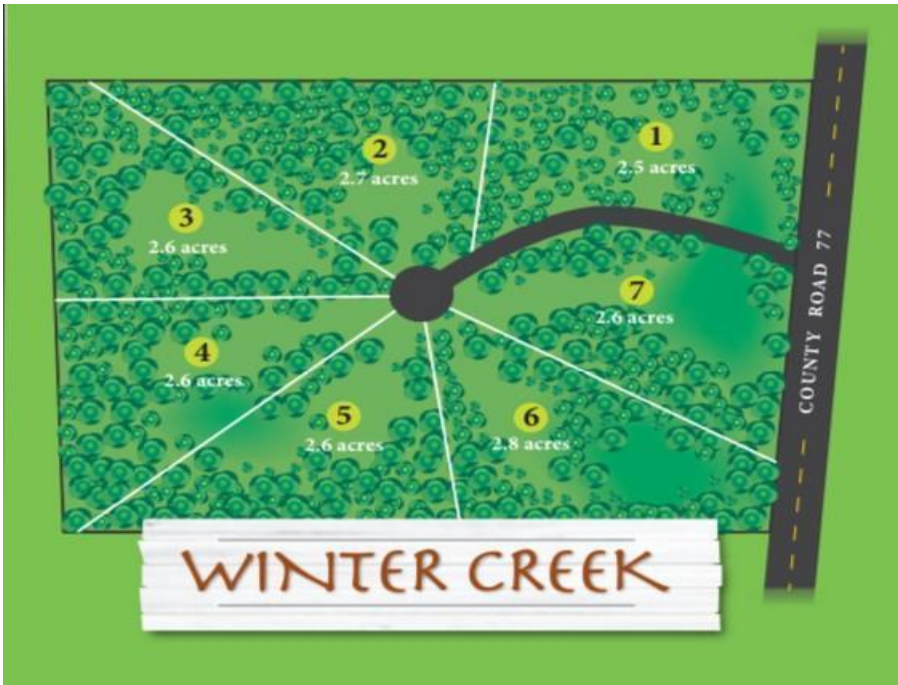 1
2.5 acres
2
2.7 acres
3
2.6 acres
7
2.6 acres
4
2.6 acres
5
2.6 acres
6
2.8 acres
COUNTY ROAD 77
WINTER CREEK